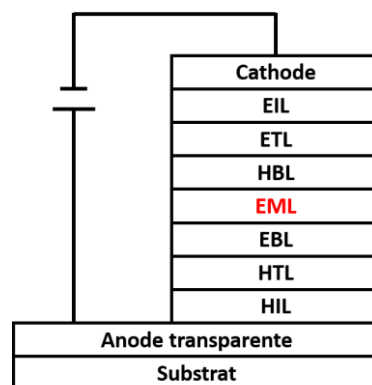 Cathode
EIL
ETL
HBL
EML
EBL
HTL
HIL
Anode transparente
Substrat